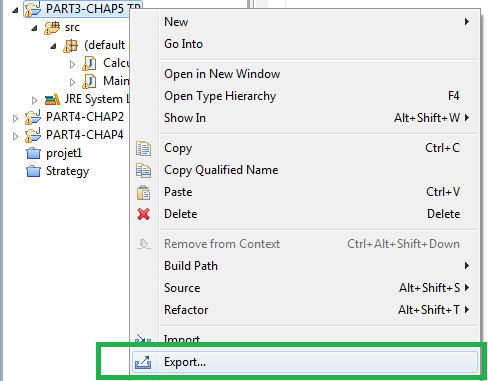 PART3-CHAP5 TP
src
(default
Calcu
Main
JRE System L
PART4-CHAP2
PART4-CHAP4
projet1
Strategy
New
Go Into
Open in New Window
Open Type Hierarchy F4
Show In Alt+Shift+W
Copy Ctrl+C
Copy Qualified Name
Paste Ctrl+V
Delete Delete
Remove from Context Ctrl+Alt+Shift+Down
Build Path
Source Alt+Shift+S
Refactor Alt+Shift+T
Import...
Export...